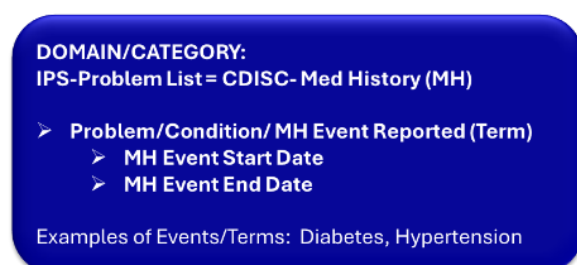 DOMAIN/CATEGORY:
IPS-Problem List= CDISC- Med History (MH)
➢ Problem/Condition/ MH Event Reported (Term)
➢ MH Event Start Date
➢ MH Event End Date
Examples of Events/Terms: Diabetes, Hypertension